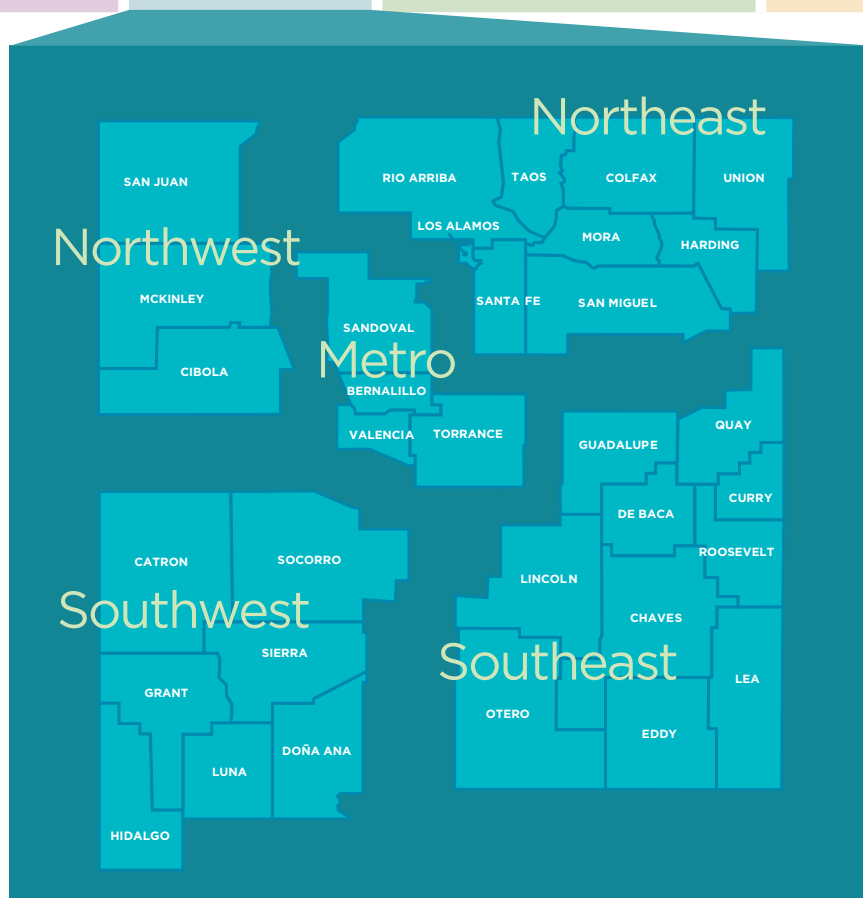 Northeast
SAN JUAN
RIO ARRIBA
TAOS
COLFAX
UNION
LOS ALAMOS
MORA
HARDING
Northwest
MCKINLEY
SANTA FE
SAN MIGUEL
SANDOVAL
Metro
CIBOLA
BERNALILLO
VALENCIA
TORRANCE
QUAY
GUADALUPE
CURRY
DE BACA
ROOSEVELT
CATRON
SOCORRO
LINCOLN
Southwest
CHAVES
SIERRA
Southeast
GRANT
LEA
OTERO
EDDY
DOÑA ANA
LUNA
HIDALGO